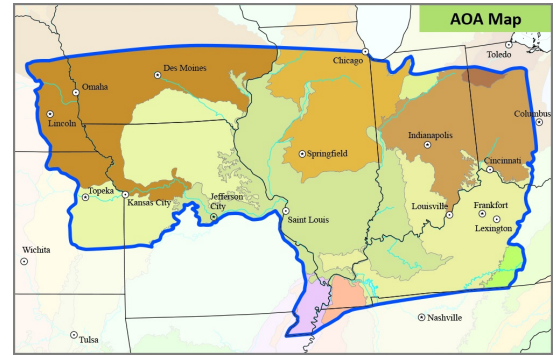 AOA Map
Toledo
Chicago
Des Moines
Omaha
Columbus
Lincoln
Indianapolis
Springfield
Cincinnati
Topeka
Kansas City
Jefferson
City
Saint Louis
Louisville
Frankfort
Lexington
Wichita
Nashville
Tulsa